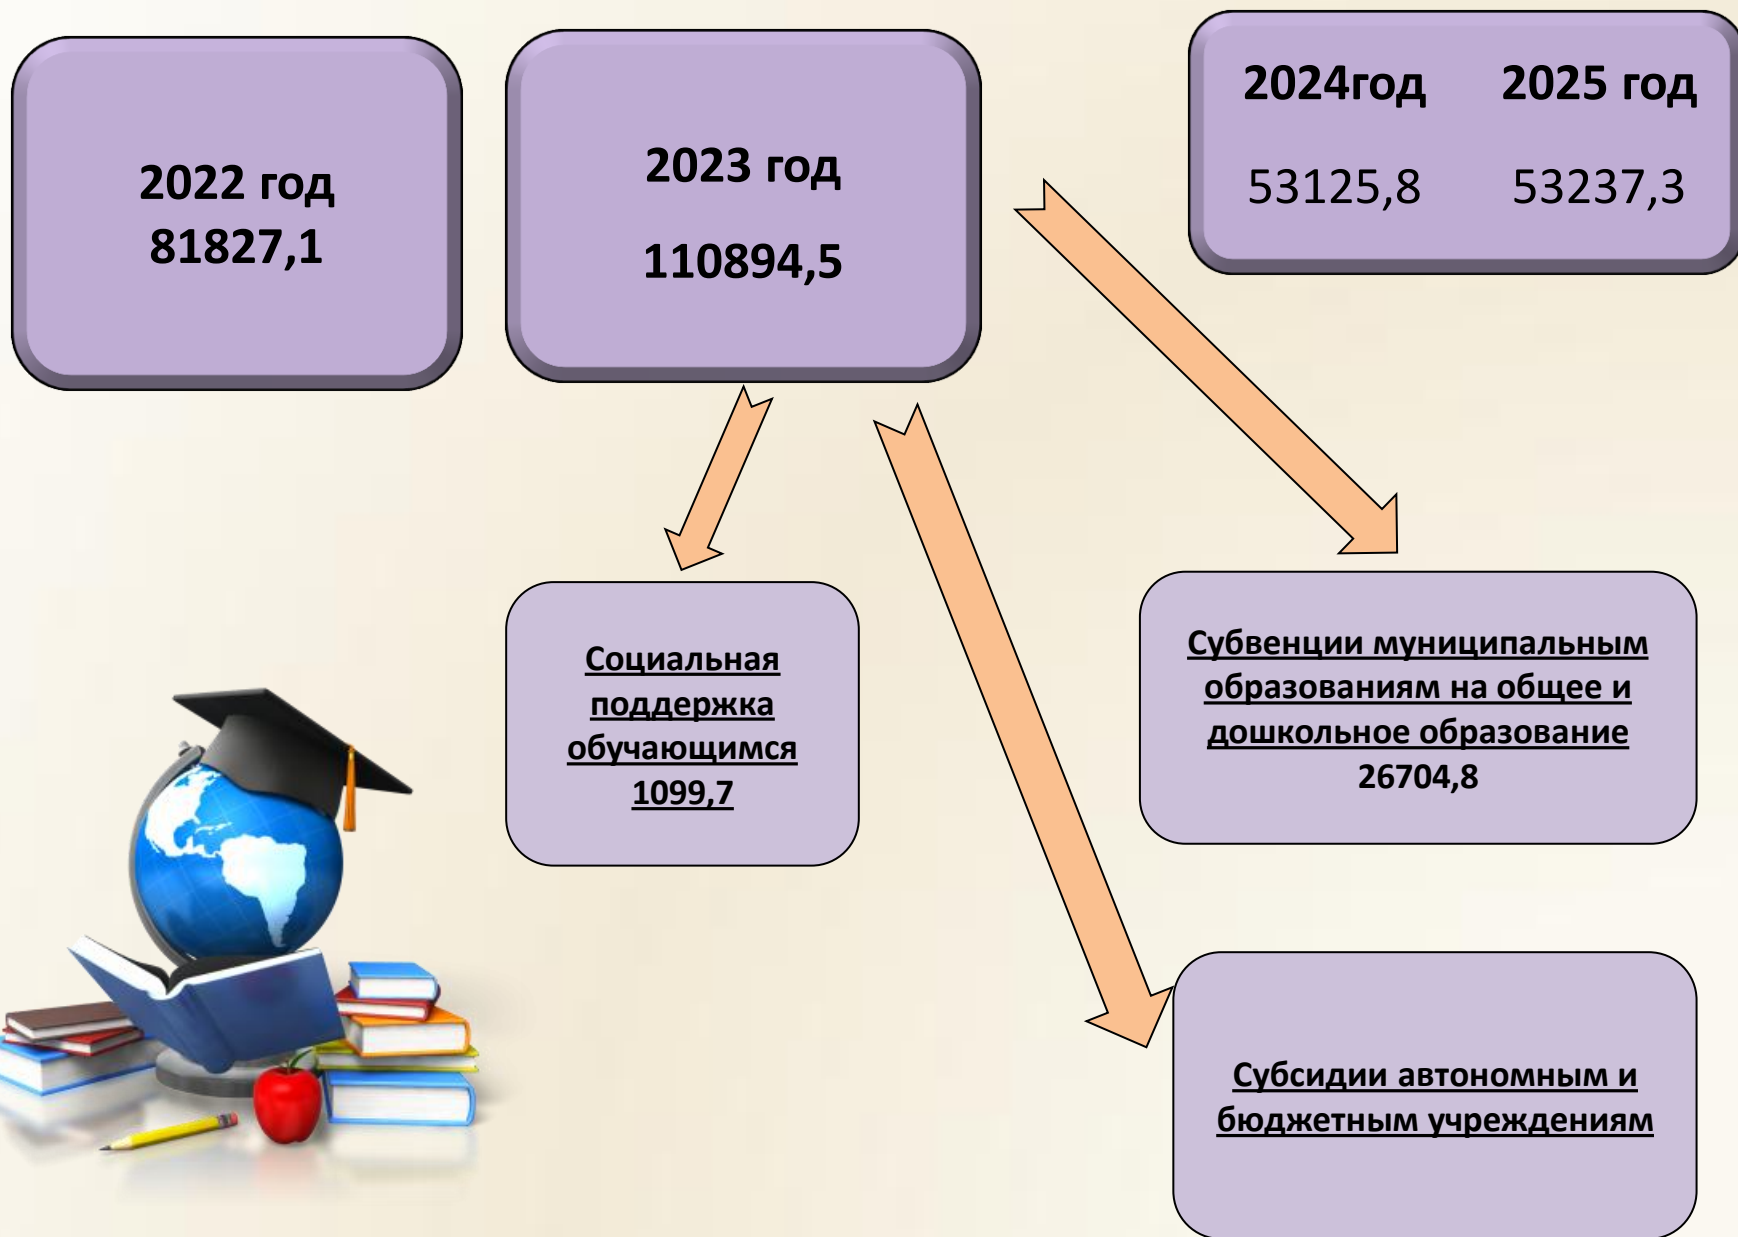 2022 год
81827,1
2023 год
110894,5
2024год 2025 год
53125,8 53237,3
Социальная
поддержка
обучающимся
1099,7
Субвенции муниципальным
образованиям на общее и
дошкольное образование
26704,8
Субсидии автономным и
бюджетным учреждениям